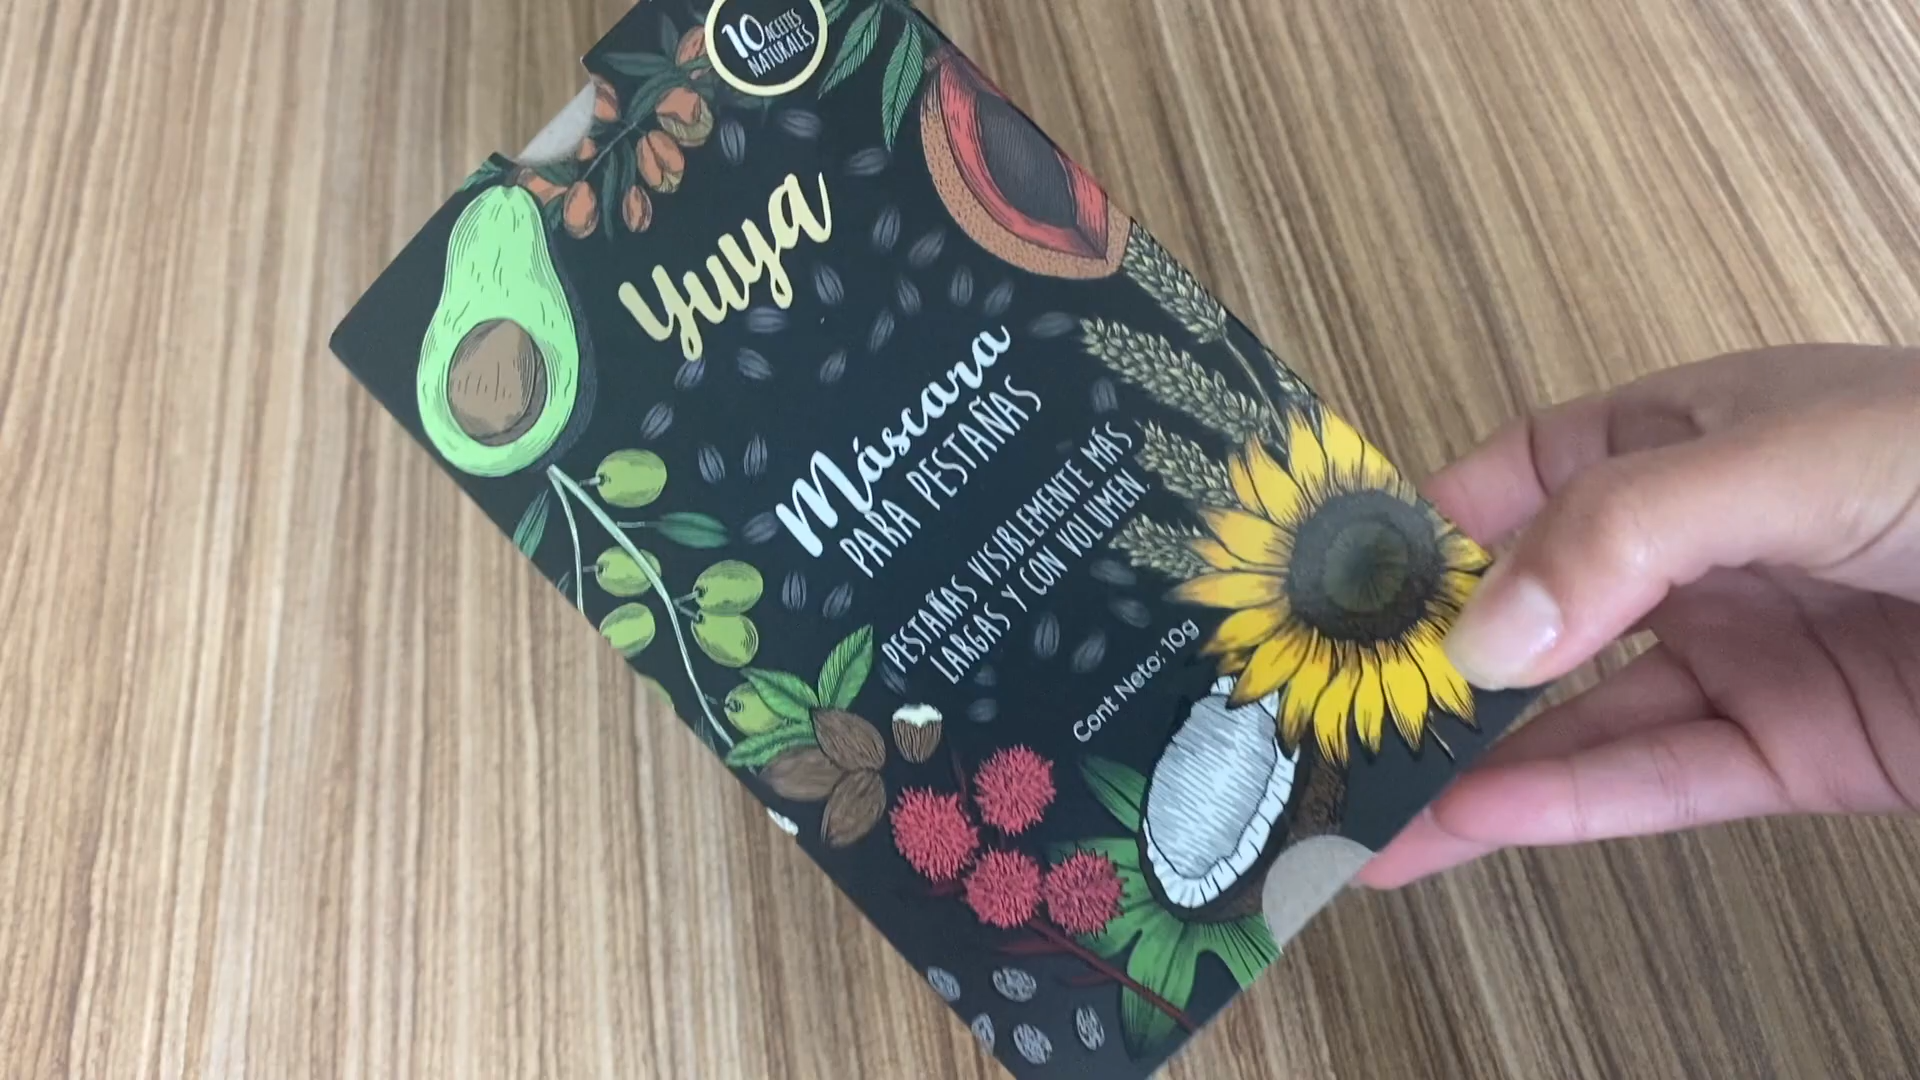 10 ACEITES
NATURALES
Yuya
Máscara
PARA PESTAÑAS
PESTAÑAS VISIBLEMENTE MÁS
LARGAS Y CON VOLUMEN
Cont Neto: 10g